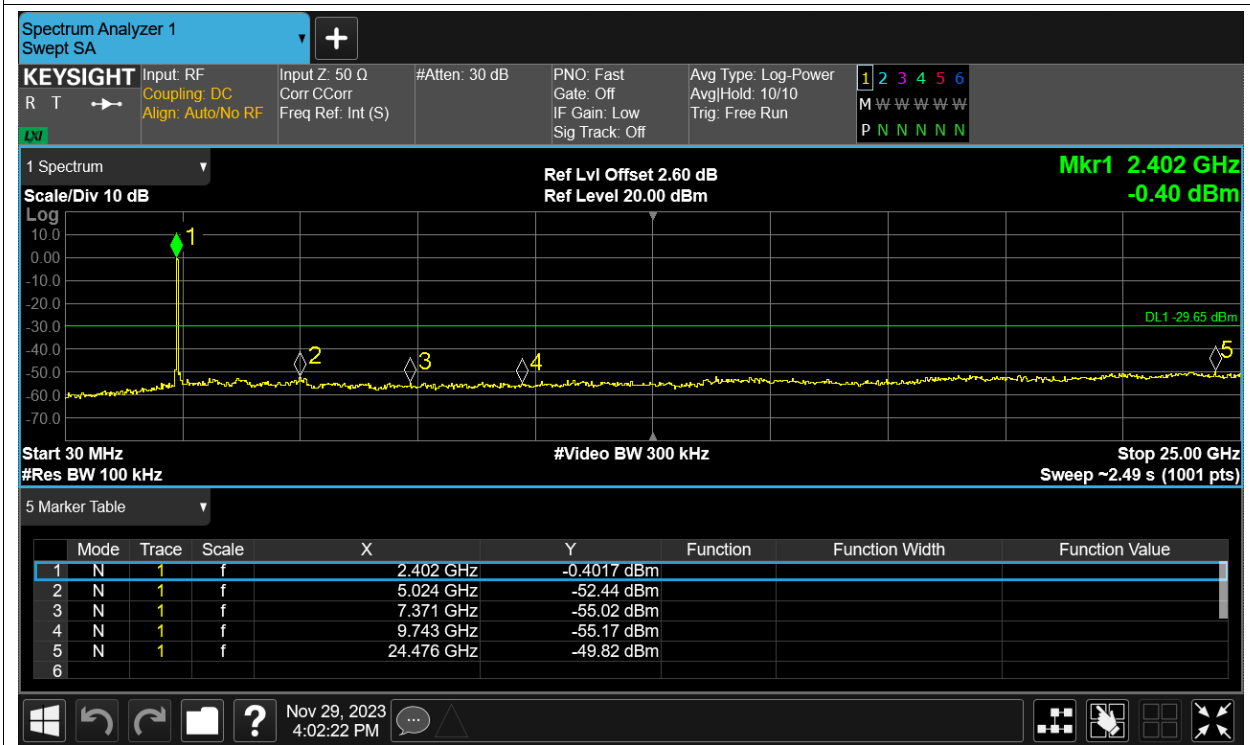 Spectrum Analyzer 1
Swept SA
KEYSIGHT Input: RF Input Z: 50 Ω #Atten: 30 dB PNO: Fast Avg Type: Log-Power 1 2 3 4 5 6
R T Coupling: DC Corr CCorr Gate: Off Avg|Hold: 10/10 M W W W W W
Align: Auto/No RF Freq Ref: Int (S) IF Gain: Low Trig: Free Run
LXI Sig Track: Off P N N N N N
1 Spectrum Ref Lvl Offset 2.60 dB Mkr1 2.402 GHz
Scale/Div 10 dB Ref Level 20.00 dBm -0.40 dBm
Log
10.0 1
0.00
-10.0
-20.0
DL1 -29.65 dBm
-30.0
-40.0 2 3 4 5
-50.0
-60.0
-70.0
Start 30 MHz #Video BW 300 kHz Stop 25.00 GHz
#Res BW 100 kHz Sweep ~2.49 s (1001 pts)
5 Marker Table
Mode Trace Scale X Y Function Function Width Function Value
1 N 1 f 2.402 GHz -0.4017 dBm
2 N 1 f 5.024 GHz -52.44 dBm
3 N 1 f 7.371 GHz -55.02 dBm
4 N 1 f 9.743 GHz -55.17 dBm
5 N 1 f 24.476 GHz -49.82 dBm
6
? Nov 29, 2023
4:02:22 PM